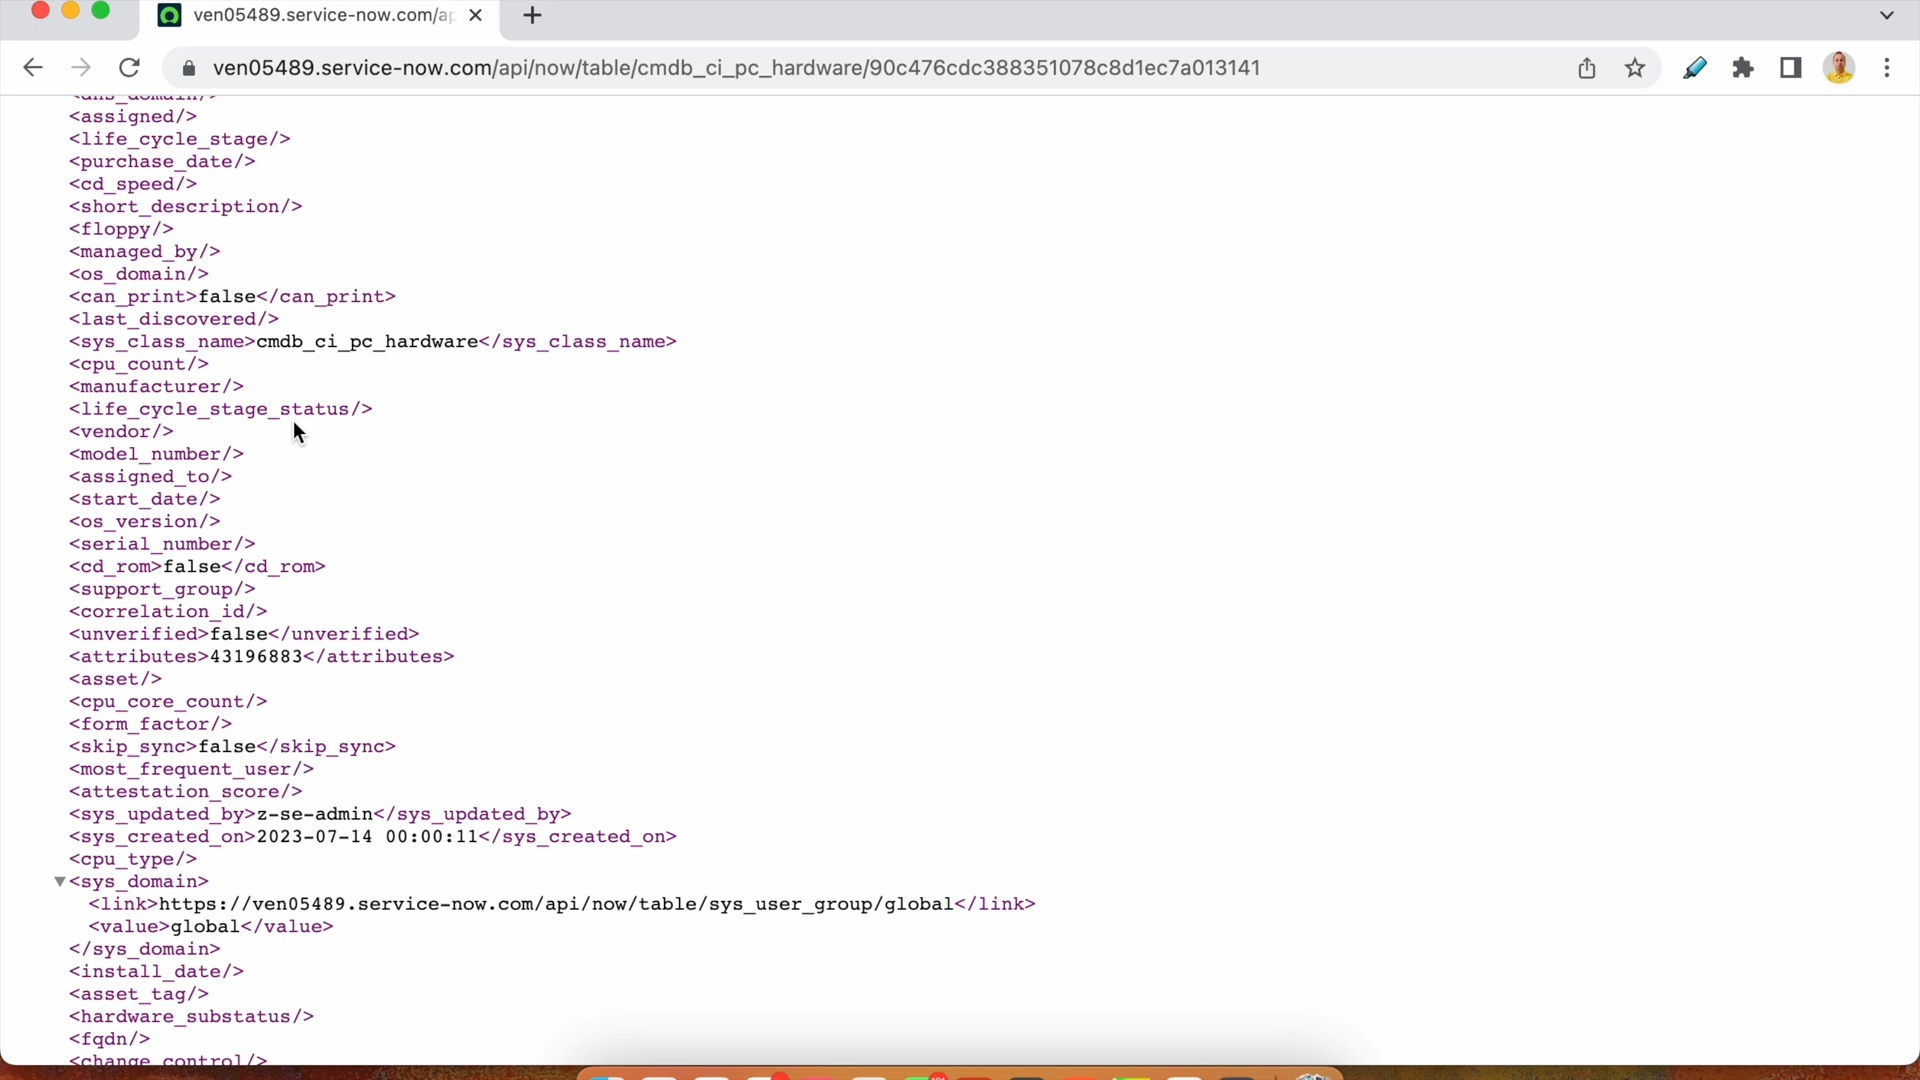 ven05489.service-now.com/ap
ven05489.service-now.com/api/now/table/cmdb_ci_pc_hardware/90c476cdc388351078c8d1ec7a013141
<dns_domain/>
<assigned/>
<life_cycle_stage/>
<purchase_date/>
<cd_speed/>
<short_description/>
<floppy/>
<managed_by/>
<os_domain/>
<can_print>false</can_print>
<last_discovered/>
<sys_class_name>cmdb_ci_pc_hardware</sys_class_name>
<cpu_count/>
<manufacturer/>
<life_cycle_stage_status/>
<vendor/>
<model_number/>
<assigned_to/>
<start_date/>
<os_version/>
<serial_number/>
<cd_rom>false</cd_rom>
<support_group/>
<correlation_id/>
<unverified>false</unverified>
<attributes>43196883</attributes>
<asset/>
<cpu_core_count/>
<form_factor/>
<skip_sync>false</skip_sync>
<most_frequent_user/>
<attestation_score/>
<sys_updated_by>z-se-admin</sys_updated_by>
<sys_created_on>2023-07-14 00:00:11</sys_created_on>
<cpu_type/>
<sys_domain>
<link>https://ven05489.service-now.com/api/now/table/sys_user_group/global</link>
<value>global</value>
</sys_domain>
<install_date/>
<asset_tag/>
<hardware_substatus/>
<fqdn/>
<change_control/>